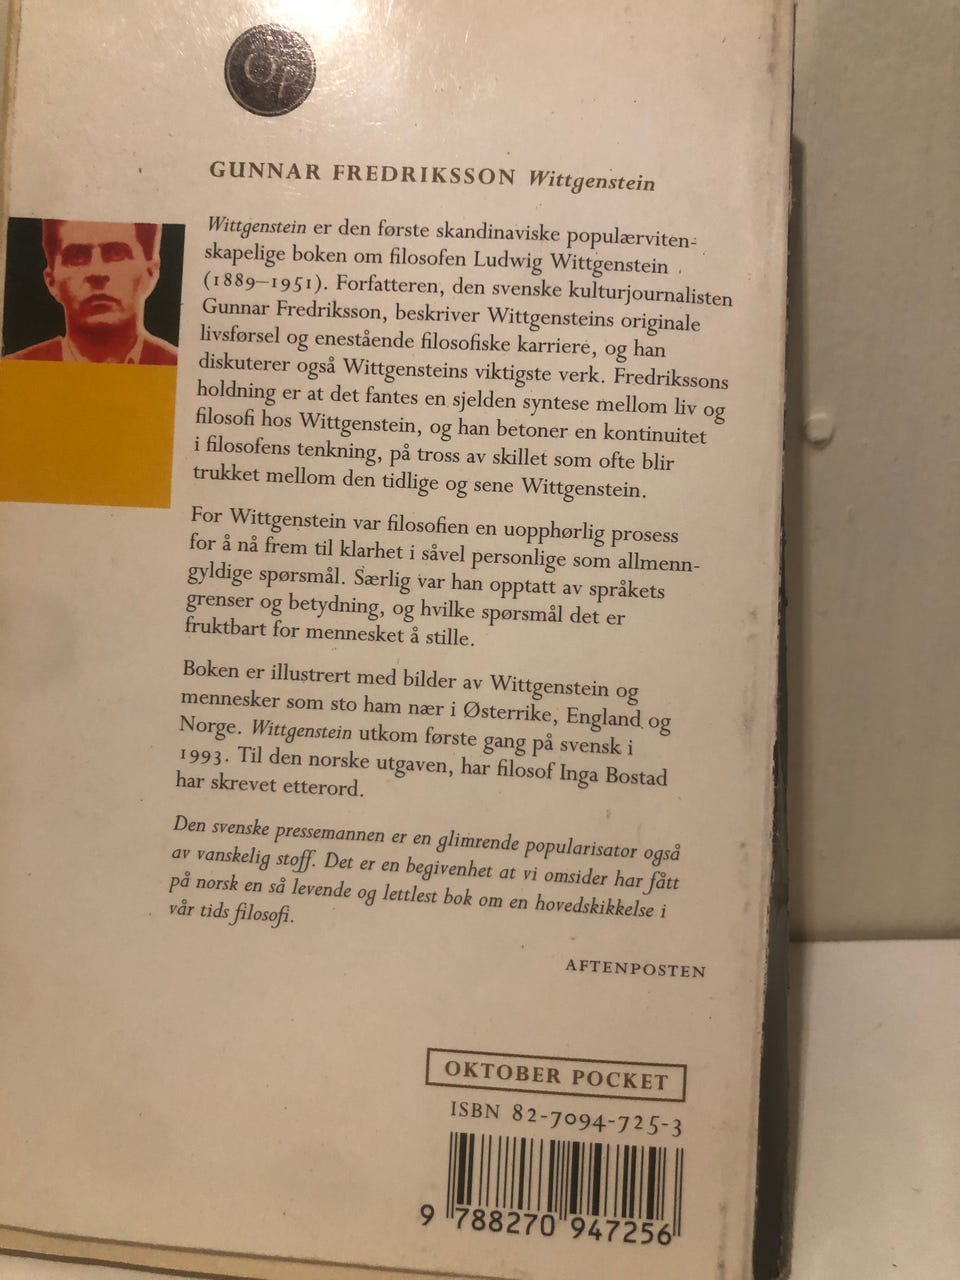 Op
GUNNAR FREDRIKSSON Wittgenstein
Wittgenstein er den første skandinaviske populærviten-
skapelige boken om filosofen Ludwig Wittgenstein
(1889–1951). Forfatteren, den svenske kulturjournalisten
Gunnar Fredriksson, beskriver Wittgensteins originale
livsførsel og enestående filosofiske karriere, og han
diskuterer også Wittgensteins viktigste verk. Fredrikssons
holdning er at det fantes en sjelden syntese mellom liv og
filosofi hos Wittgenstein, og han betoner en kontinuitet
i filosofens tenkning, på tross av skillet som ofte blir
trukket mellom den tidlige og sene Wittgenstein.
For Wittgenstein var filosofien en uopphørlig prosess
for å nå frem til klarhet i såvel personlige som allmenn-
gyldige spørsmål. Særlig var han opptatt av språkets
grenser og betydning, og hvilke spørsmål det er
fruktbart for mennesket å stille.
Boken er illustrert med bilder av Wittgenstein og
mennesker som sto ham nær i Østerrike, England og
Norge. Wittgenstein utkom første gang på svensk i
1993. Til den norske utgaven, har filosof Inga Bostad
har skrevet etterord.
Den svenske pressemannen er en glimrende popularisator også
av vanskelig stoff. Det er en begivenhet at vi omsider har fått
på norsk en så levende og lettlest bok om en hovedskikkelse i
vår tids filosofi.
AFTENPOSTEN
OKTOBER POCKET
ISBN 82-7094-725-3
9 788270 947256